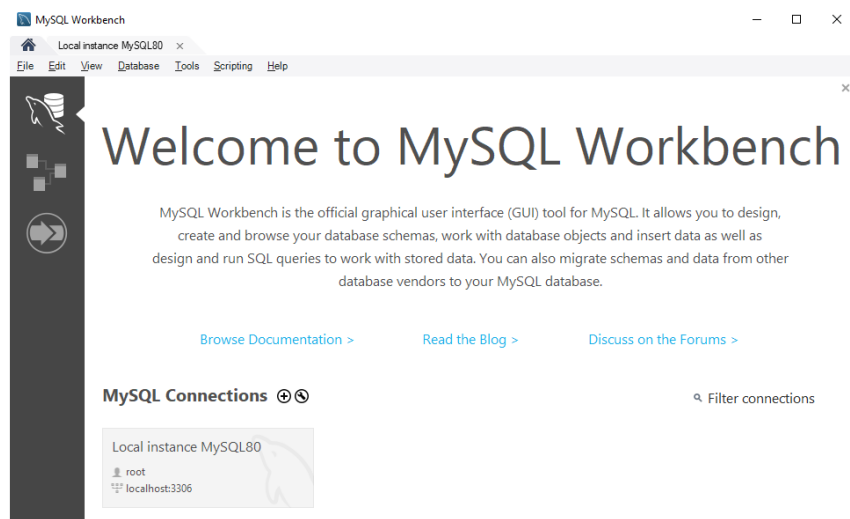 MySQL Workbench
Local instance MySQL80
File Edit View Database Tools Scripting Help
Welcome to MySQL Workbench
MySQL Workbench is the official graphical user interface (GUI) tool for MySQL. It allows you to design,
create and browse your database schemas, work with database objects and insert data as well as
design and run SQL queries to work with stored data. You can also migrate schemas and data from other
database vendors to your MySQL database.
Browse Documentation > Read the Blog > Discuss on the Forums >
MySQL Connections Filter connections
Local instance MySQL80
root
localhost:3306